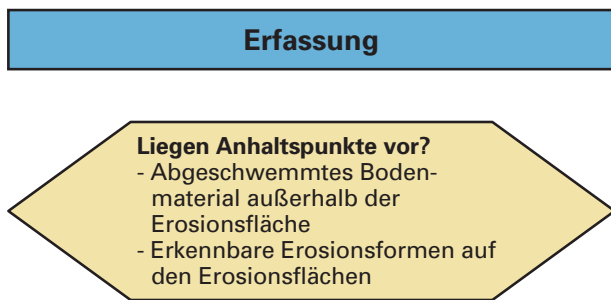 Erfassung
Liegen Anhaltspunkte vor?
- Abgeschwemmtes Boden-
material außerhalb der
Erosionsfläche
- Erkennbare Erosionsformen auf
den Erosionsflächen